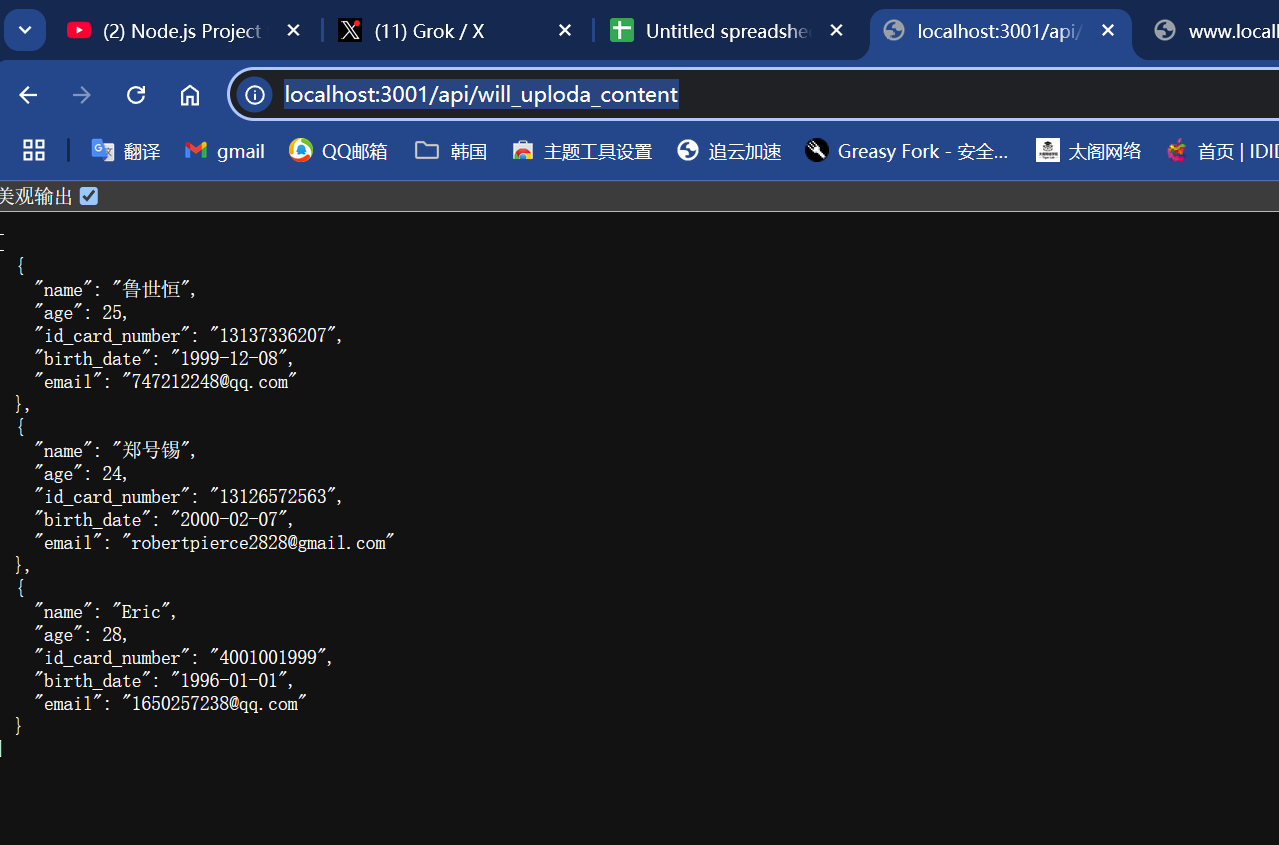 (2) Node.js Project
(11) Grok / X
Untitled spreadshe
localhost:3001/api/
www.local
localhost:3001/api/will_uploda_content
翻译
gmail
QQ邮箱
韩国
主题工具设置
追云加速
Greasy Fork - 安全...
太阁网络
首页 | IDID
美观输出
[
{
"name": "鲁世恒",
"age": 25,
"id_card_number": "13137336207",
"birth_date": "1999-12-08",
"email": "747212248@qq.com"
},
{
"name": "郑号锡",
"age": 24,
"id_card_number": "13126572563",
"birth_date": "2000-02-07",
"email": "robertpierce2828@gmail.com"
},
{
"name": "Eric",
"age": 28,
"id_card_number": "4001001999",
"birth_date": "1996-01-01",
"email": "1650257238@qq.com"
}
]